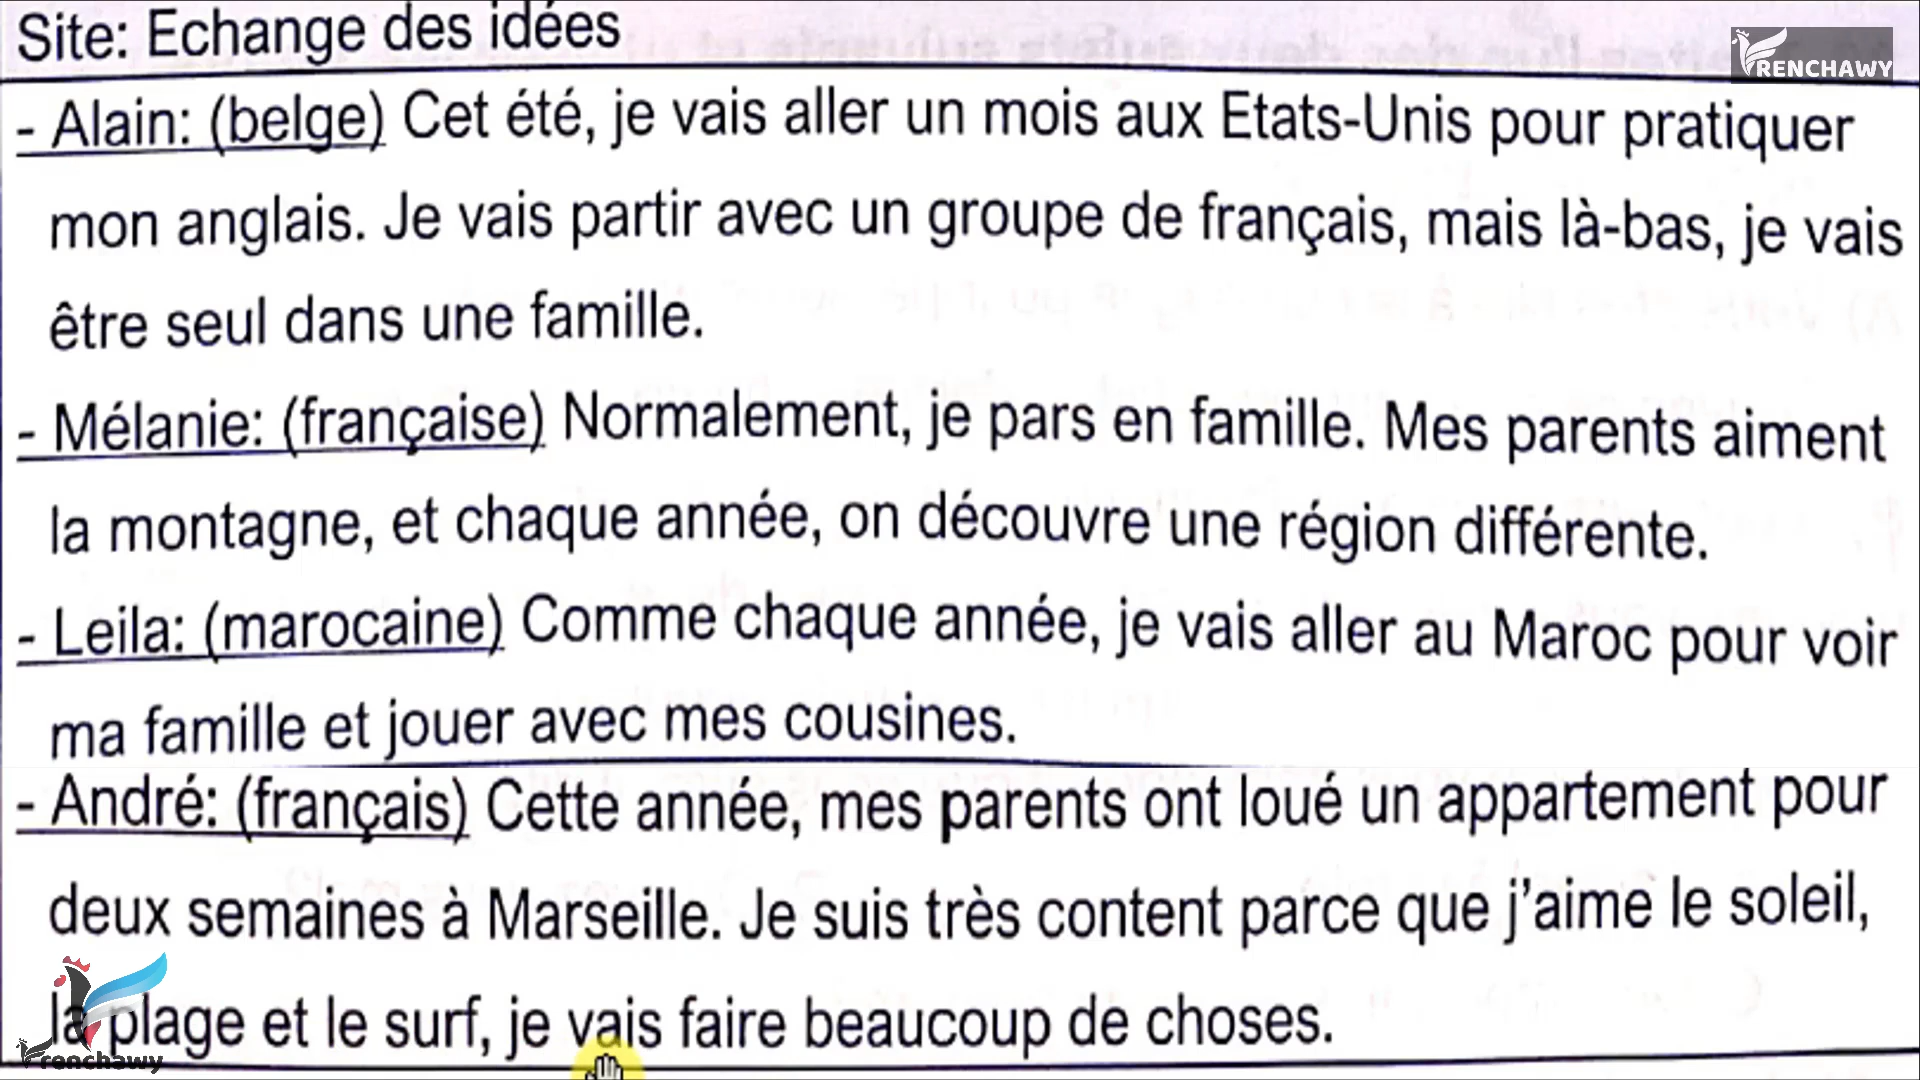 Site: Echange des idées
RENCHAWY
- Alain: (belge) Cet été, je vais aller un mois aux Etats-Unis pour pratiquer
mon anglais. Je vais partir avec un groupe de français, mais là-bas, je vais
être seul dans une famille.
- Mélanie: (française) Normalement, je pars en famille. Mes parents aiment
la montagne, et chaque année, on découvre une région différente.
- Leila: (marocaine) Comme chaque année, je vais aller au Maroc pour voir
ma famille et jouer avec mes cousines.
- André: (français) Cette année, mes parents ont loué un appartement pour
deux semaines à Marseille. Je suis très content parce que j'aime le soleil,
la plage et le surf, je vais faire beaucoup de choses.
Frenchawy